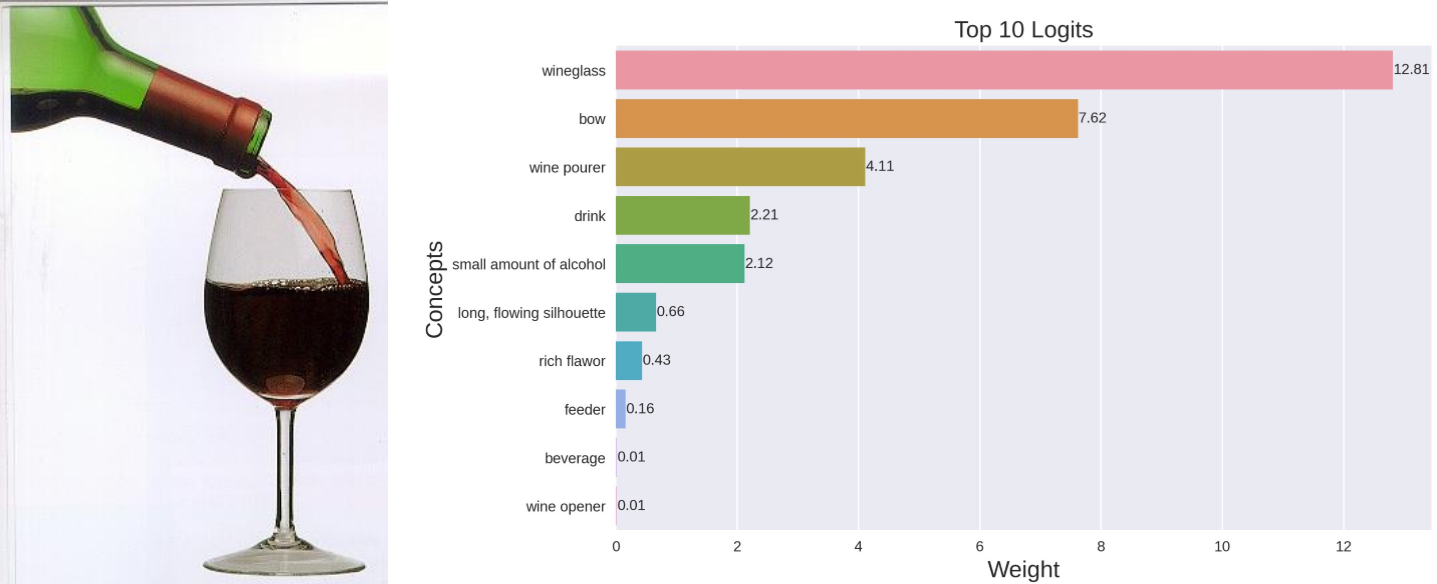 Top 10 Logits
Concepts
wineglass 12.81
bow 7.62
wine pourer 4.11
drink 2.21
small amount of alcohol 2.12
long, flowing silhouette 0.66
rich flawor 0.43
feeder 0.16
beverage 0.01
wine opener 0.01
0 2 4 6 8 10 12
Weight